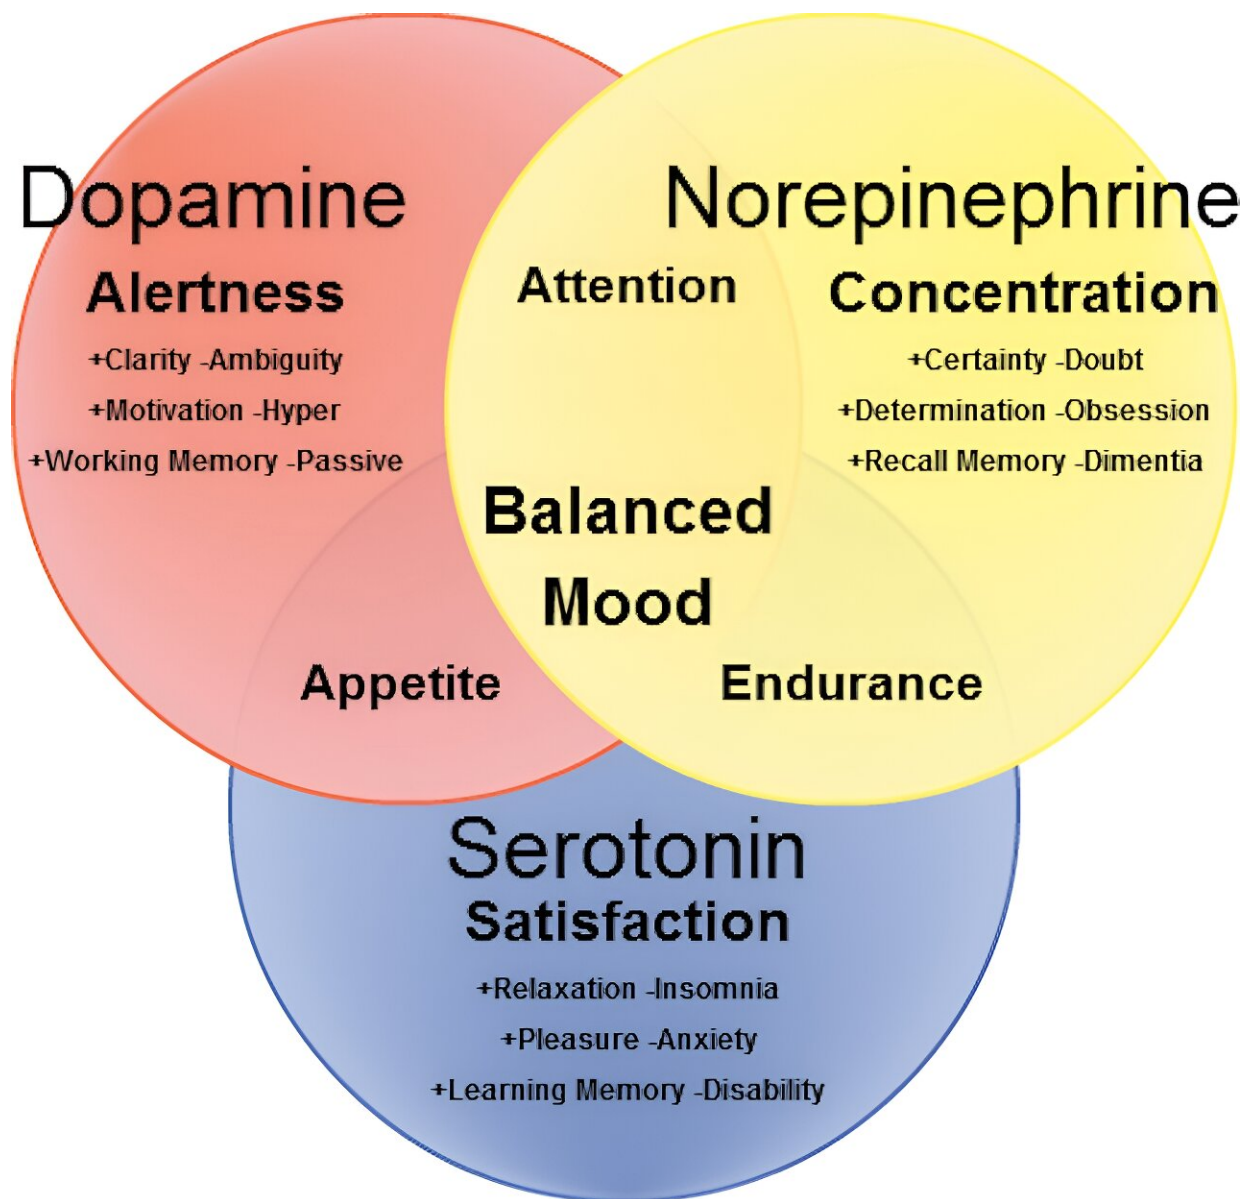 Dopamine
Alertness
+Clarity -Ambiguity
+Motivation -Hyper
+Working Memory -Passive
Attention
Norepinephrine
Concentration
+Certainty -Doubt
+Determination -Obsession
+Recall Memory -Dimentia
Balanced
Mood
Appetite
Endurance
Serotonin
Satisfaction
+Relaxation -Insomnia
+Pleasure -Anxiety
+Learning Memory -Disability